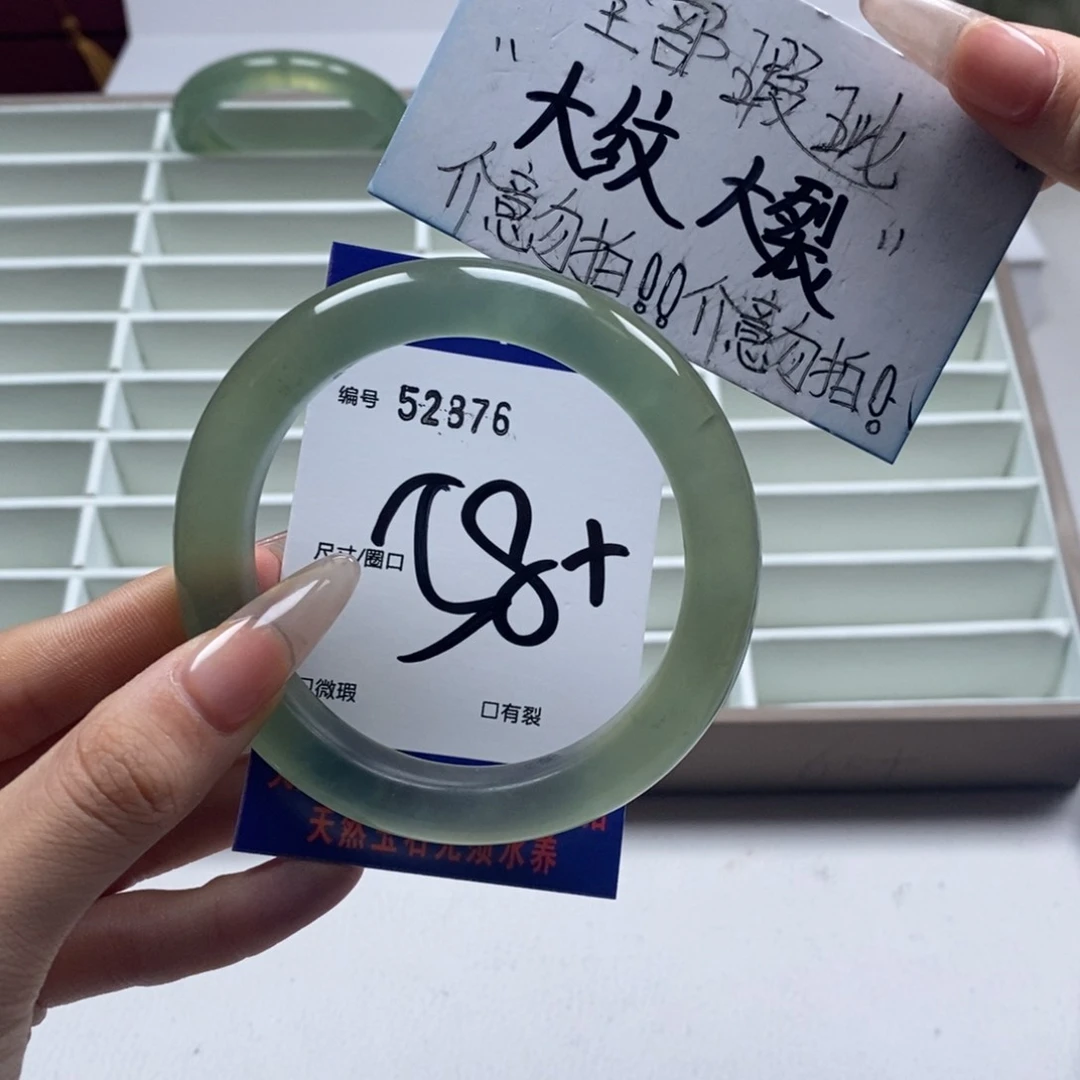 全部瑕玼
"大纹 大裂"
介意勿拍!! 介意勿拍!
编号 52376
尺寸/圈口 58+
□微瑕 □有裂
天然玉石无须水养